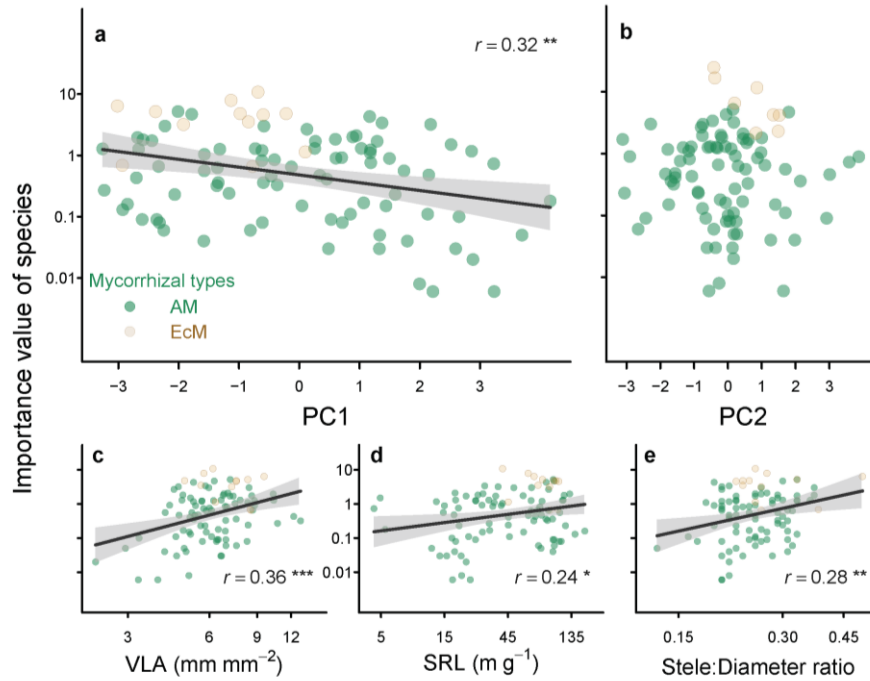 a
r = 0.32 **
b
10
1
0.1
0.01
Importance value of species
Mycorrhizal types
AM
EcM
−3 −2 −1 0 1 2 3
PC1
−3 −2 −1 0 1 2 3
PC2
c
d
e
10
1
0.1
0.01
r = 0.36 ***
r = 0.24 *
r = 0.28 **
3 6 9 12
5 15 45 135
0.15 0.30 0.45
VLA (mm mm⁻²)
SRL (m g⁻¹)
Stele:Diameter ratio